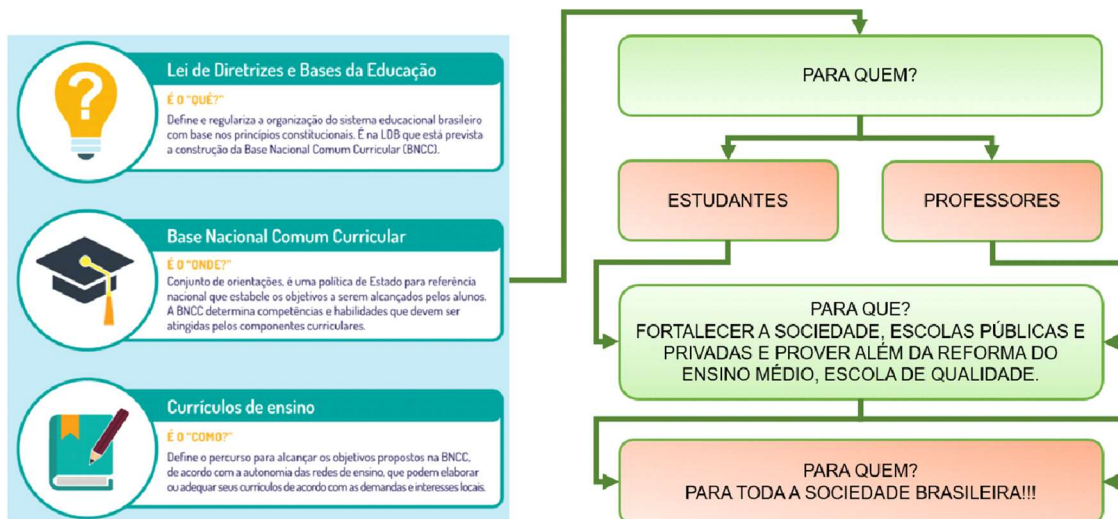 Lei de Diretrizes e Bases da Educação
É O "QUÊ?"
Define e regulariza a organização do sistema educacional brasileiro
com base nos princípios constitucionais. É na LDB que está prevista
a construção da Base Nacional Comum Curricular (BNCC).
Base Nacional Comum Curricular
É O "ONDE?"
Conjunto de orientações, é uma política de Estado para referência
nacional que estabele os objetivos a serem alcançados pelos alunos.
A BNCC determina competências e habilidades que devem ser
atingidas pelos componentes curriculares.
Currículos de ensino
É O "COMO?"
Define o percurso para alcançar os objetivos propostos na BNCC,
de acordo com a autonomia das redes de ensino, que podem elaborar
ou adequar seus currículos de acordo com as demandas e interesses locais.
PARA QUEM?
ESTUDANTES
PROFESSORES
PARA QUE?
FORTALECER A SOCIEDADE, ESCOLAS PÚBLICAS E
PRIVADAS E PROVER ALÉM DA REFORMA DO
ENSINO MÉDIO, ESCOLA DE QUALIDADE.
PARA QUEM?
PARA TODA A SOCIEDADE BRASILEIRA!!!